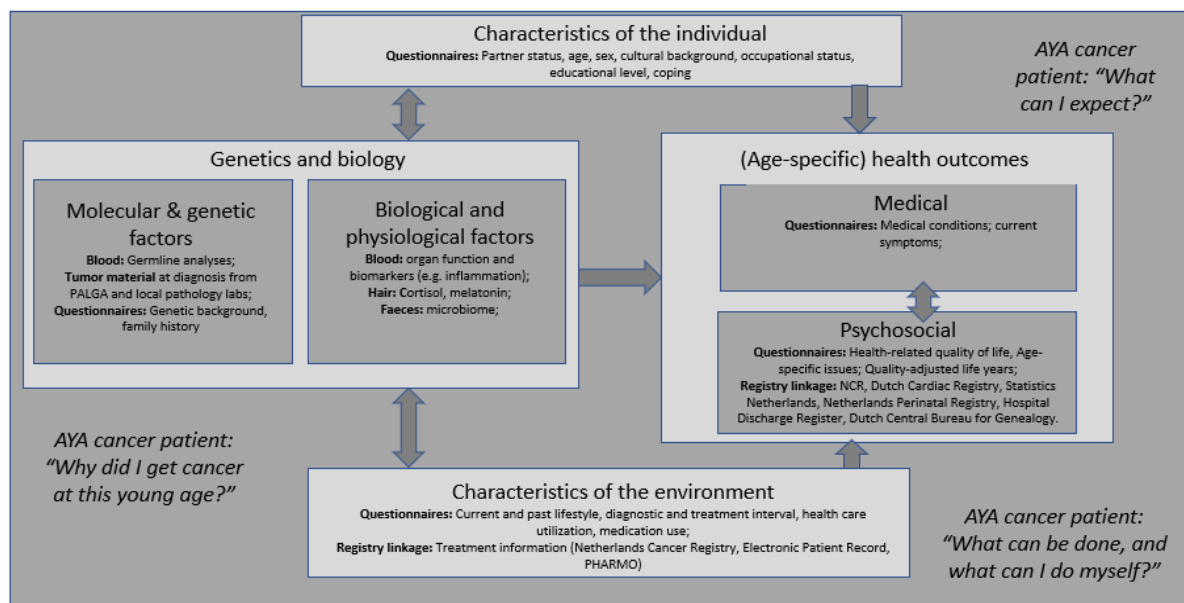 Characteristics of the individual
Questionnaires: Partner status, age, sex, cultural background, occupational status,
educational level, coping
AYA cancer
patient: “What
can I expect?”
Genetics and biology
Molecular & genetic
factors
Blood: Germline analyses;
Tumor material at diagnosis from
PALGA and local pathology labs;
Questionnaires: Genetic background,
family history
Biological and
physiological factors
Blood: organ function and
biomarkers (e.g. inflammation);
Hair: Cortisol, melatonin;
Faeces: microbiome;
(Age-specific) health outcomes
Medical
Questionnaires: Medical conditions; current
symptoms;
Psychosocial
Questionnaires: Health-related quality of life, Age-
specific issues; Quality-adjusted life years;
Registry linkage: NCR, Dutch Cardiac Registry, Statistics
Netherlands, Netherlands Perinatal Registry, Hospital
Discharge Register, Dutch Central Bureau for Genealogy.
AYA cancer patient:
“Why did I get cancer
at this young age?”
Characteristics of the environment
Questionnaires: Current and past lifestyle, diagnostic and treatment interval, health care
utilization, medication use;
Registry linkage: Treatment information (Netherlands Cancer Registry, Electronic Patient Record,
PHARMO)
AYA cancer patient:
“What can be done, and
what can I do myself?”